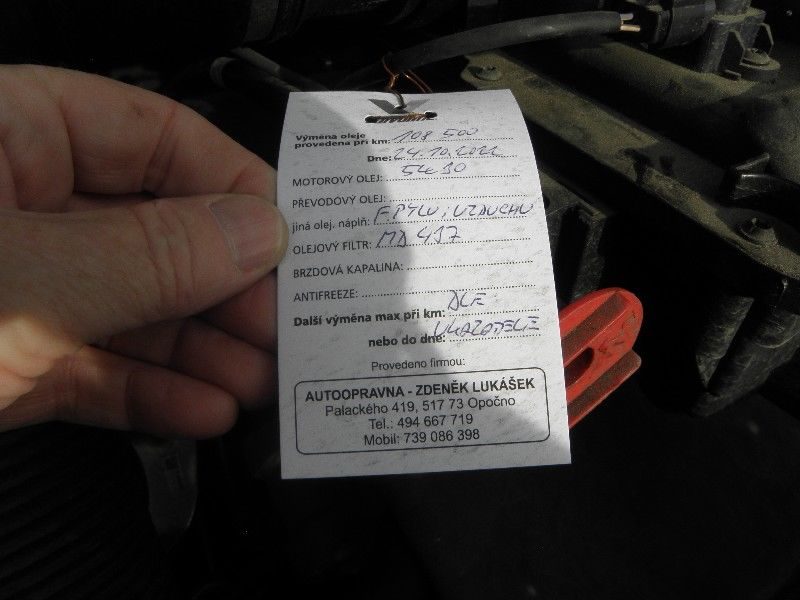 Výměna oleje
provedena při km: 108 500
Dne: 24.10.2022
MOTOROVÝ OLEJ: 5W30
PŘEVODOVÝ OLEJ:
jiná olej. náplň: F PYLU, VZDUCHU
OLEJOVÝ FILTR: MD 417
BRZDOVÁ KAPALINA:
ANTIFREEZE:
Další výměna max při km: DLE
nebo do dne: UKAZATELE
Provedeno firmou:
AUTOOPRAVNA - ZDENĚK LUKÁŠEK
Palackého 419, 517 73 Opočno
Tel.: 494 667 719
Mobil: 739 086 398